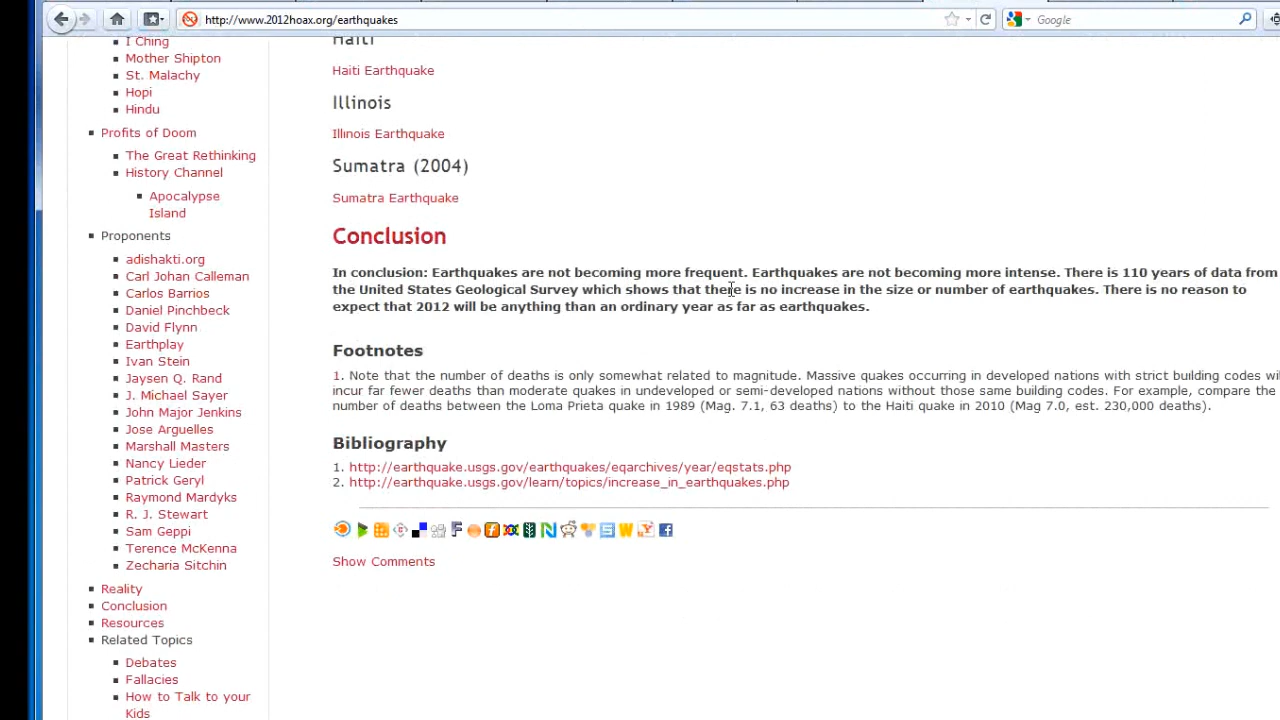 http://www.2012hoax.org/earthquakes
Google
I Ching
Mother Shipton
St. Malachy
Hopi
Hindu
Profits of Doom
The Great Rethinking
History Channel
Apocalypse
Island
Proponents
adishakti.org
Carl Johan Calleman
Carlos Barrios
Daniel Pinchbeck
David Flynn
Earthplay
Ivan Stein
Jaysen Q. Rand
J. Michael Sayer
John Major Jenkins
Jose Arguelles
Marshall Masters
Nancy Lieder
Patrick Geryl
Raymond Mardyks
R. J. Stewart
Sam Geppi
Terence McKenna
Zecharia Sitchin
Reality
Conclusion
Resources
Related Topics
Debates
Fallacies
How to Talk to your
Kids
Haiti
Haiti Earthquake
Illinois
Illinois Earthquake
Sumatra (2004)
Sumatra Earthquake
Conclusion
In conclusion: Earthquakes are not becoming more frequent. Earthquakes are not becoming more intense. There is 110 years of data from
the United States Geological Survey which shows that there is no increase in the size or number of earthquakes. There is no reason to
expect that 2012 will be anything than an ordinary year as far as earthquakes.
Footnotes
1. Note that the number of deaths is only somewhat related to magnitude. Massive quakes occurring in developed nations with strict building codes wi
incur far fewer deaths than moderate quakes in undeveloped or semi-developed nations without those same building codes. For example, compare the
number of deaths between the Loma Prieta quake in 1989 (Mag. 7.1, 63 deaths) to the Haiti quake in 2010 (Mag 7.0, est. 230,000 deaths).
Bibliography
1. http://earthquake.usgs.gov/earthquakes/eqarchives/year/eqstats.php
2. http://earthquake.usgs.gov/learn/topics/increase_in_earthquakes.php
Show Comments